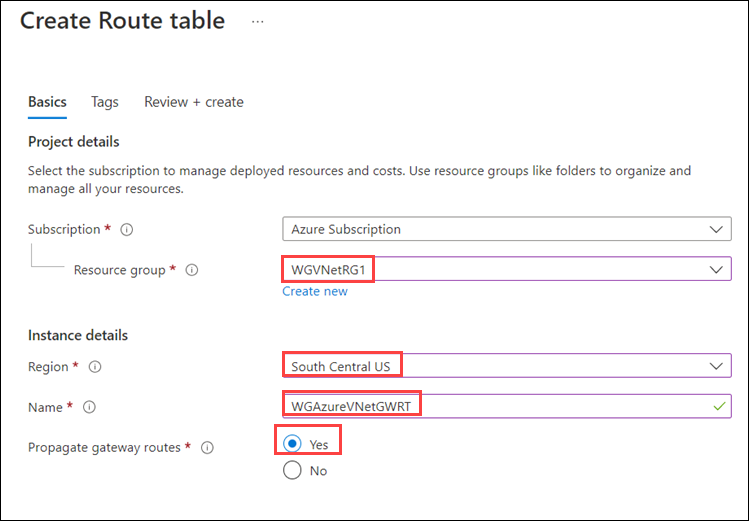 Create Route table ...
Basics Tags Review + create
Project details
Select the subscription to manage deployed resources and costs. Use resource groups like folders to organize and
manage all your resources.
Subscription * Azure Subscription
Resource group * WGVNetRG1
Create new
Instance details
Region * South Central US
Name * WGAzureVNetGWRT
Propagate gateway routes * Yes
No